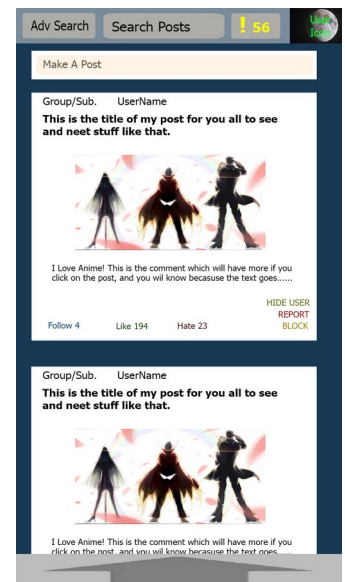 Adv Search
Search Posts
! 56
User
Icon
Make A Post
Group/Sub. UserName
This is the title of my post for you all to see
and neet stuff like that.
I Love Anime! This is the comment which will have more if you
click on the post, and you wil know becasuse the text goes......
HIDE USER
REPORT
Follow 4 Like 194 Hate 23 BLOCK
Group/Sub. UserName
This is the title of my post for you all to see
and neet stuff like that.
I Love Anime! This is the comment which will have more if you
click on the post, and you wil know becasuse the text goes......